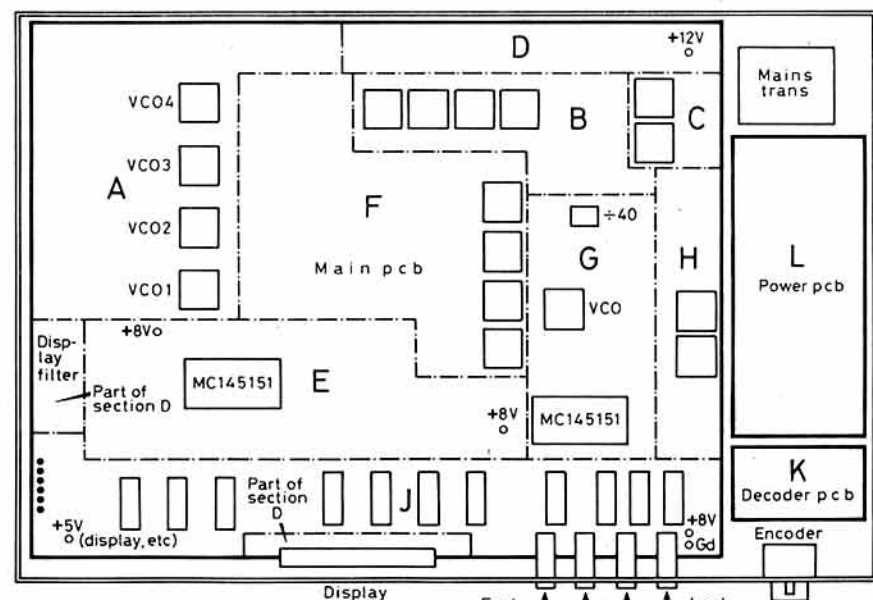 D
+12V
Mains
trans
VCO4
B
C
A
VCO3
F
÷40
VCO2
G
H
L
Main pcb
Power pcb
VCO1
VCO
+8V
Disp-
lay
filter
E
MC145151
Part of
section D
+8V
MC145151
K
Decoder pcb
Part of
section
D
J
+5V
(display, etc)
+8V
Gd
Encoder
Display